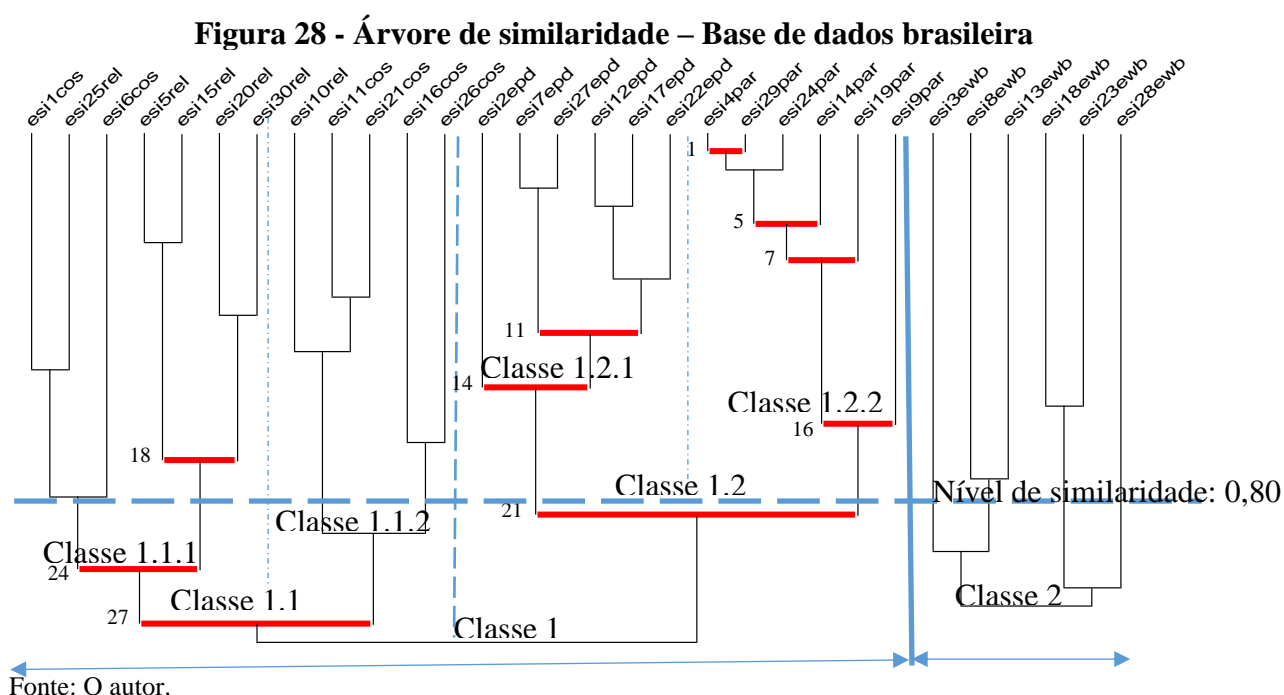 Figura 28 - Árvore de similaridade – Base de dados brasileira
esi1cos esi25rel esi6cos esi5rel esi15rel esi20rel esi30rel esi10rel esi11cos esi21cos esi16cos esi26cos esi2epd esi7epd esi27epd esi12epd esi17epd esi22epd esi4par esi29par esi24par esi14par esi19par esi9par esi3ewb esi8ewb esi13ewb esi18ewb esi23ewb esi28ewb
1
5
7
11
Classe 1.2.1
14
Classe 1.2.2
16
18
Classe 1.2
Nível de similaridade: 0,80
21
Classe 1.1.2
Classe 1.1.1
24
Classe 1.1
Classe 2
27
Classe 1
Fonte: O autor.